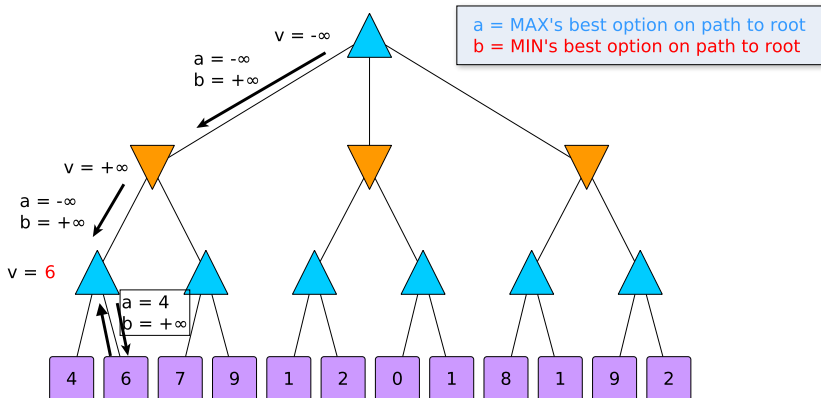 a = MAX's best option on path to root
b = MIN's best option on path to root
v = -∞
a = -∞
b = +∞
v = +∞
a = -∞
b = +∞
v = 6
a = 4
b = +∞
4 6 7 9 1 2 0 1 8 1 9 2